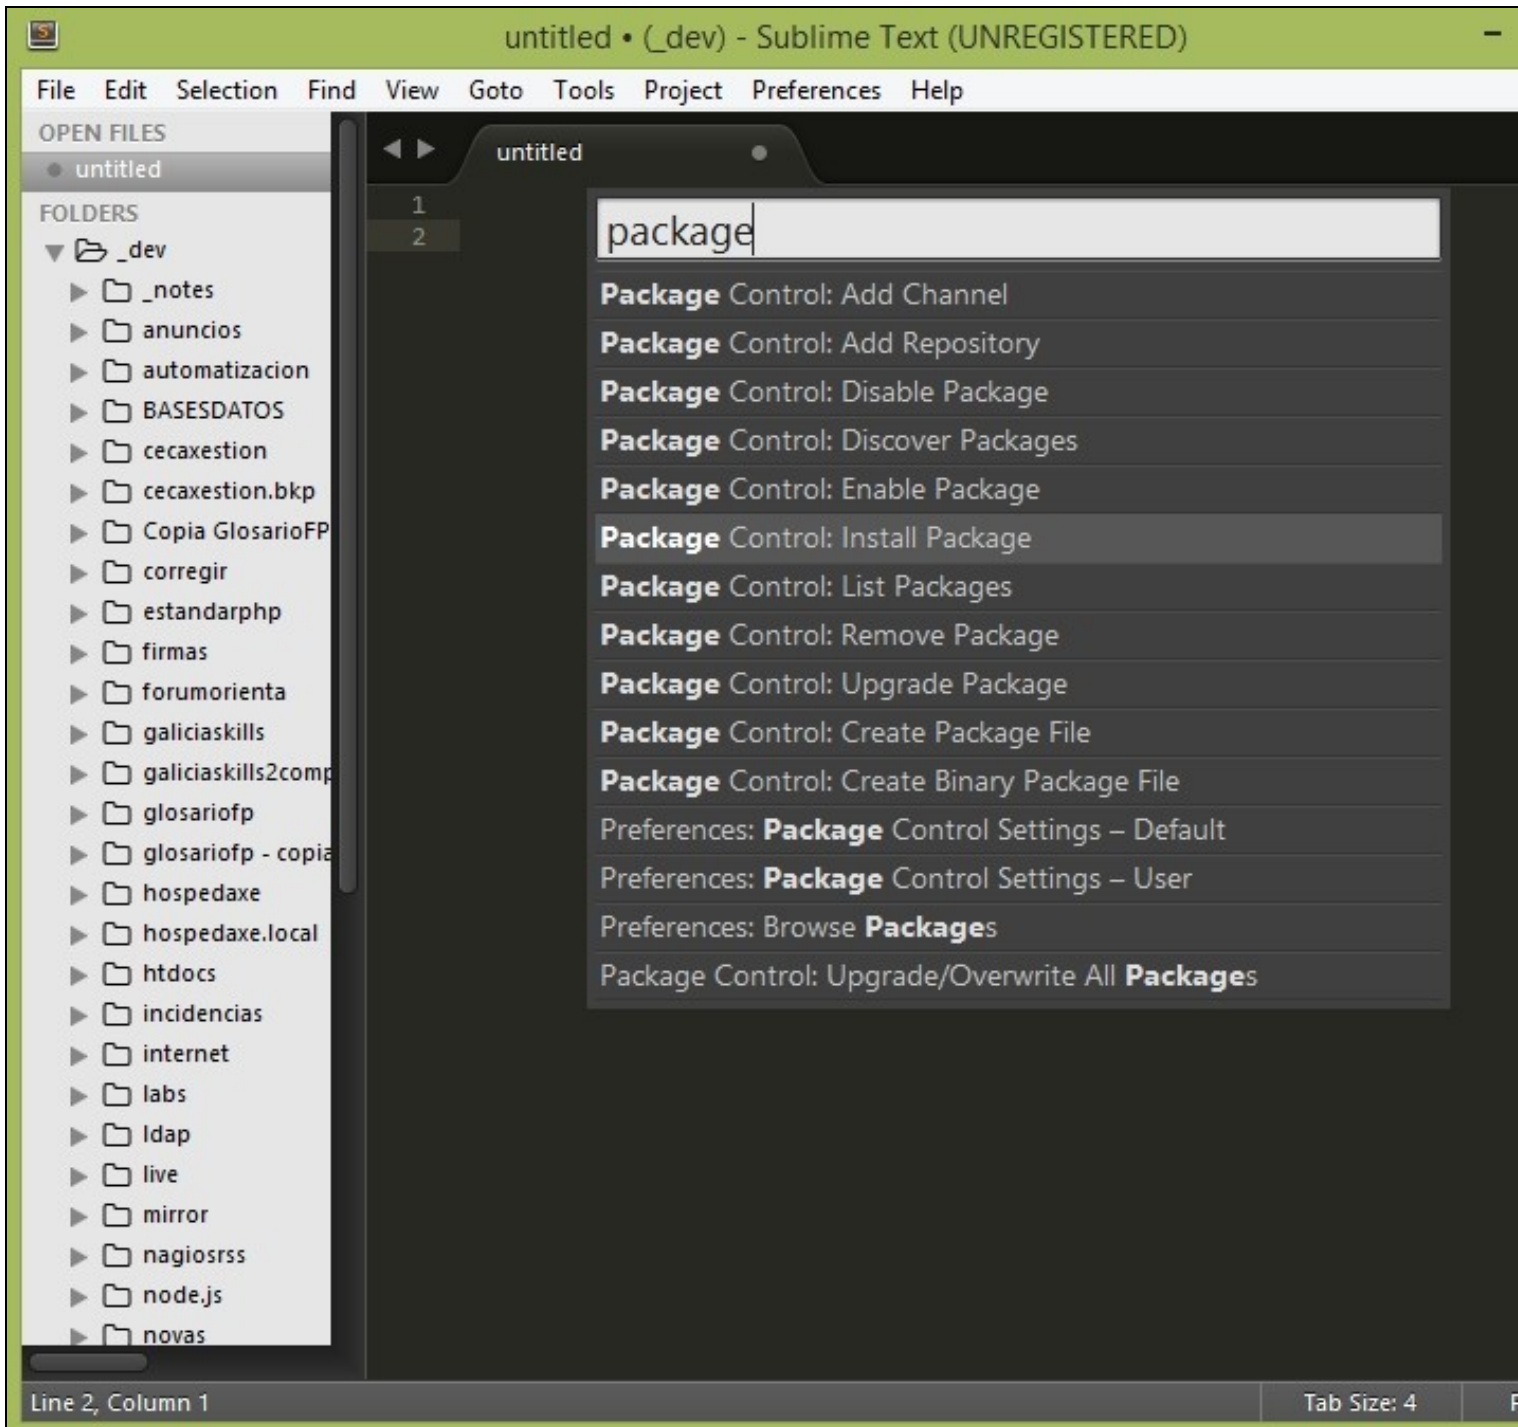 untitled • (_dev) - Sublime Text (UNREGISTERED)
File Edit Selection Find View Goto Tools Project Preferences Help
OPEN FILES
untitled
FOLDERS
_dev
_notes
anuncios
automatizacion
BASESDATOS
cecaxestion
cecaxestion.bkp
Copia GlosarioFP
corregir
estandarphp
firmas
forumorienta
galiciaskills
galiciaskills2comp
glosariofp
glosariofp - copia
hospedaxe
hospedaxe.local
htdocs
incidencias
internet
labs
ldap
live
mirror
nagiosrss
node.js
novas
untitled
1
2
package
Package Control: Add Channel
Package Control: Add Repository
Package Control: Disable Package
Package Control: Discover Packages
Package Control: Enable Package
Package Control: Install Package
Package Control: List Packages
Package Control: Remove Package
Package Control: Upgrade Package
Package Control: Create Package File
Package Control: Create Binary Package File
Preferences: Package Control Settings – Default
Preferences: Package Control Settings – User
Preferences: Browse Packages
Package Control: Upgrade/Overwrite All Packages
Line 2, Column 1 Tab Size: 4